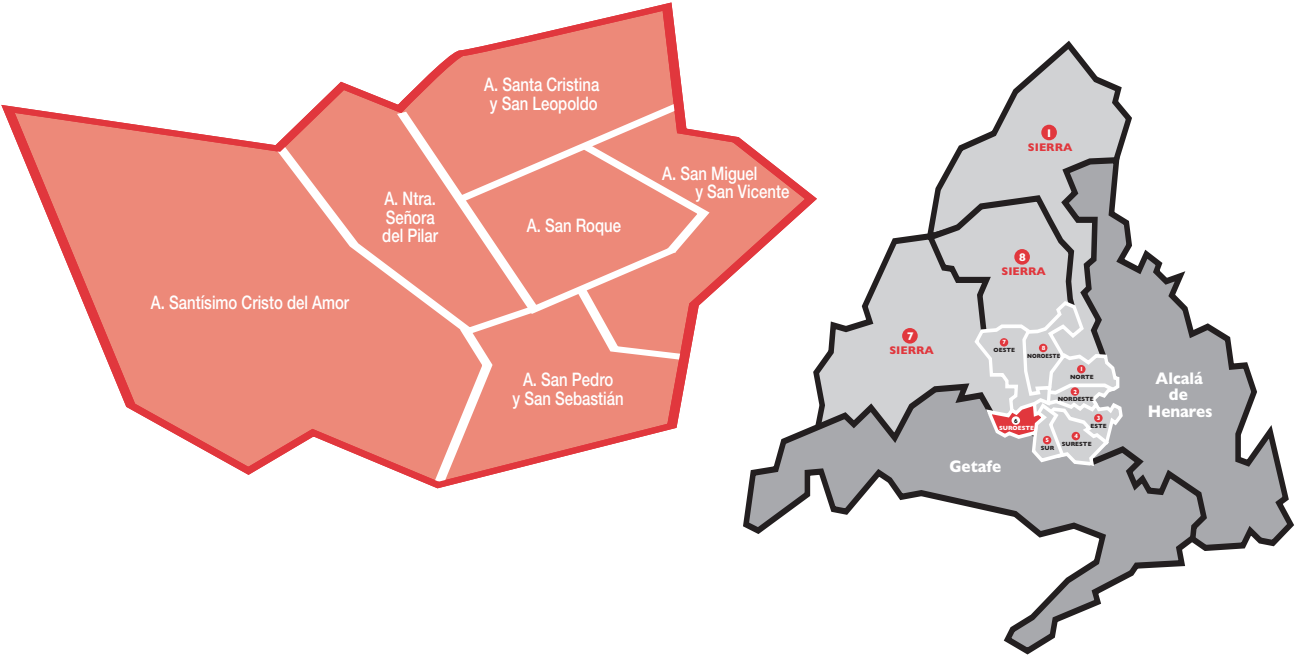 A. Santa Cristina
y San Leopoldo
A. San Miguel
y San Vicente
A. Ntra.
Señora
del Pilar
A. San Roque
A. Santísimo Cristo del Amor
A. San Pedro
y San Sebastián
1
SIERRA
8
SIERRA
7
SIERRA
7
OESTE
8
NOROESTE
1
NORTE
2
NORDESTE
3
ESTE
6
SUROESTE
5
SUR
4
SURESTE
Alcalá
de
Henares
Getafe